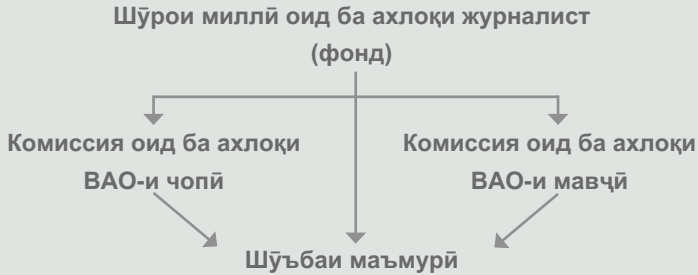 Шӯрои миллӣ оид ба ахлоқи журналист
(фонд)
Комиссия оид ба ахлоқи
ВАО-и чопӣ
Комиссия оид ба ахлоқи
ВАО-и мавҷӣ
Шӯъбаи маъмурӣ